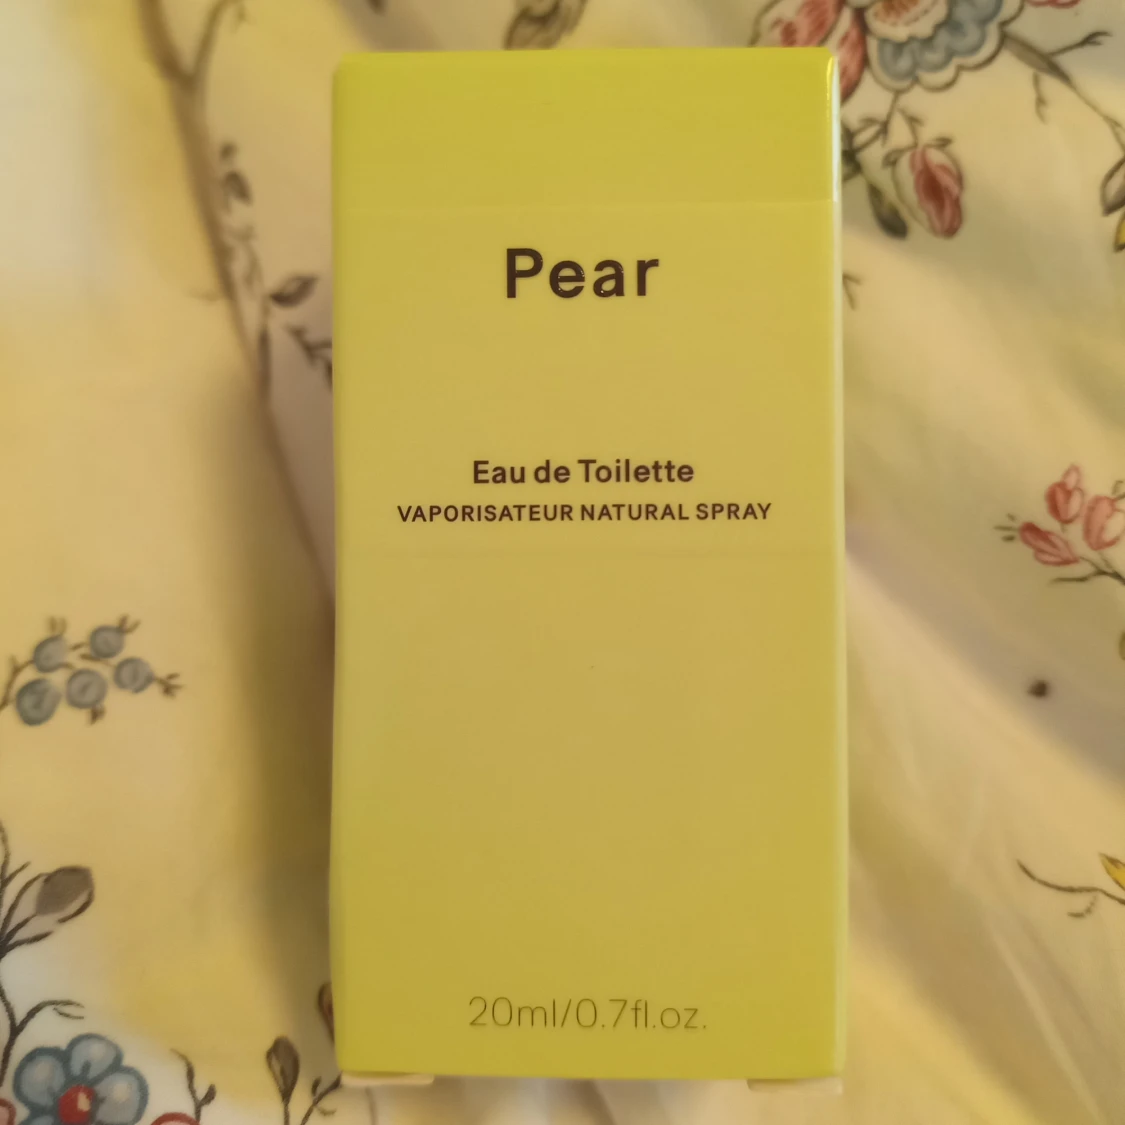 Pear
Eau de Toilette
VAPORISATEUR NATURAL SPRAY
20ml/0.7fl.oz.